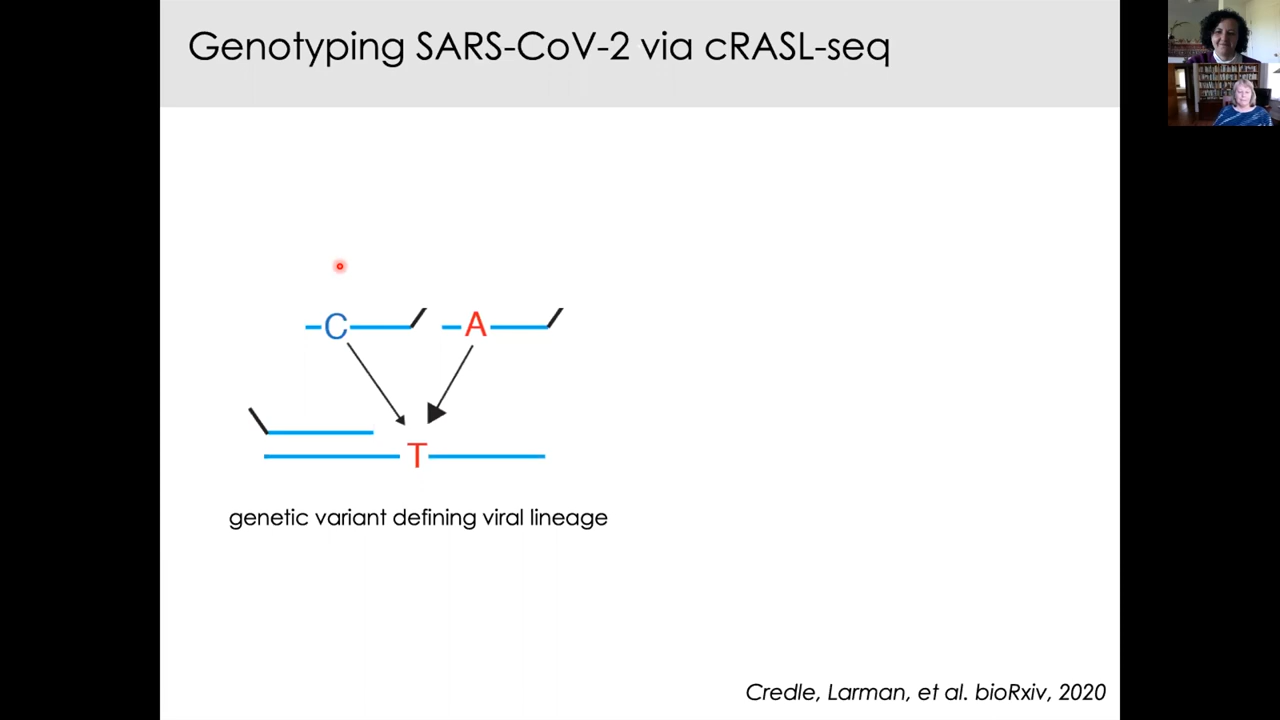 Genotyping SARS-CoV-2 via cRASL-seq
C A
T
genetic variant defining viral lineage
Credle, Larman, et al. bioRxiv, 2020